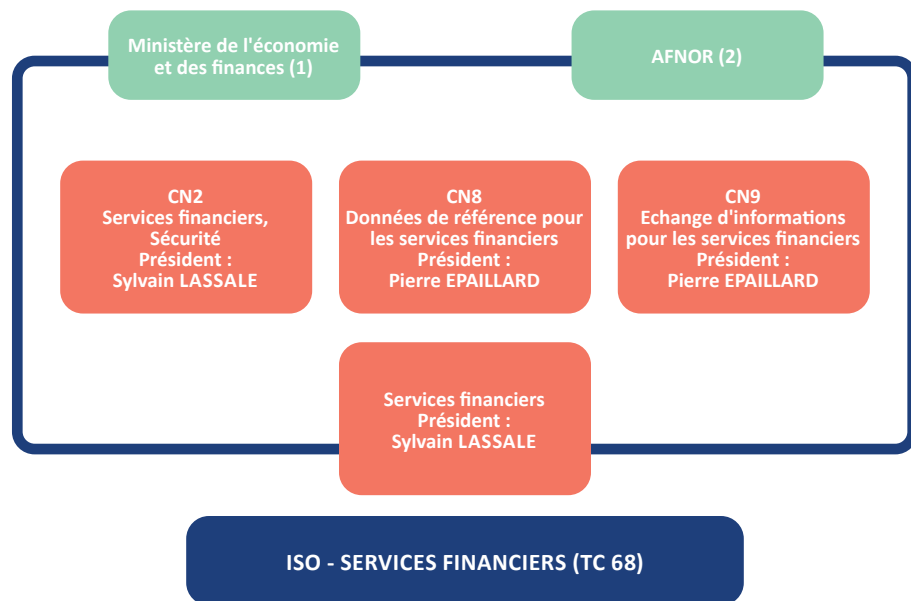 Ministère de l'économie
et des finances (1)
AFNOR (2)
CN2
Services financiers,
Sécurité
Président :
Sylvain LASSALE
CN8
Données de référence pour
les services financiers
Président :
Pierre EPAILLARD
CN9
Echange d'informations
pour les services financiers
Président :
Pierre EPAILLARD
Services financiers
Président :
Sylvain LASSALE
ISO - SERVICES FINANCIERS (TC 68)